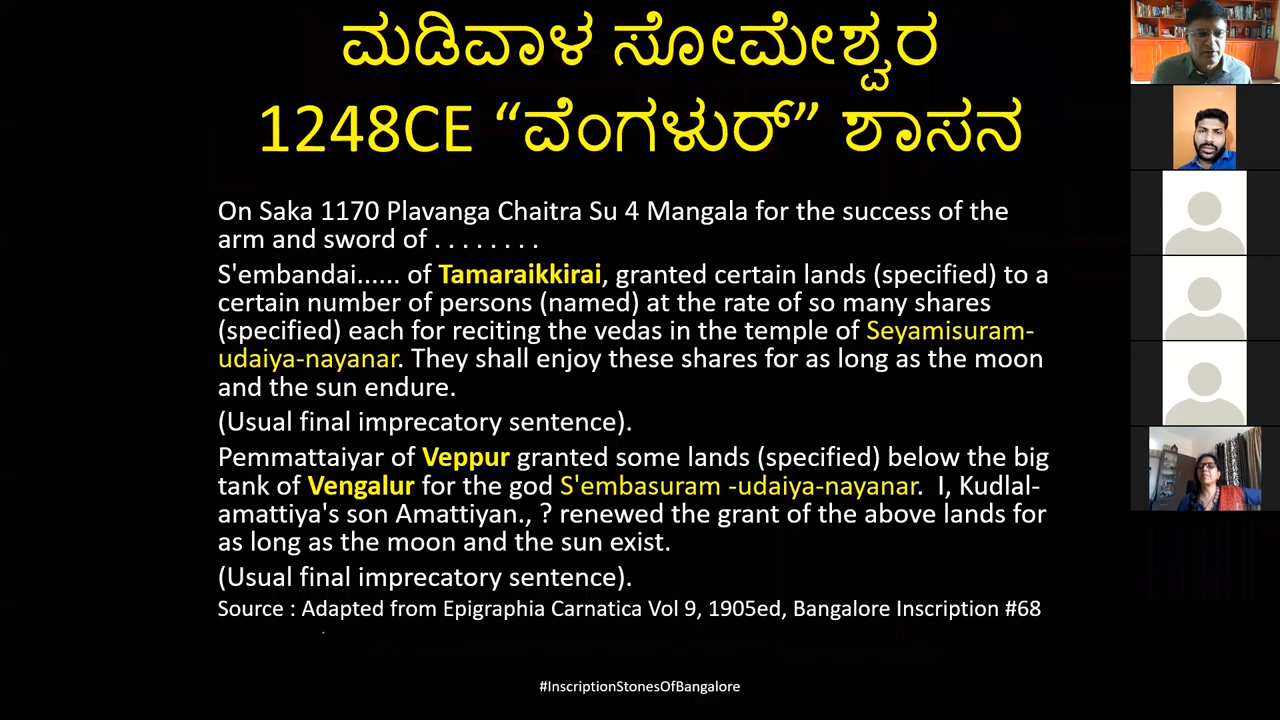 ಮಡಿವಾಳ ಸೋಮೇಶ್ವರ
1248CE “ವೆಂಗಳುರ್” ಶಾಸನ
On Saka 1170 Plavanga Chaitra Su 4 Mangala for the success of the
arm and sword of . . . . . . . .
S'embandai...... of Tamaraikkirai, granted certain lands (specified) to a
certain number of persons (named) at the rate of so many shares
(specified) each for reciting the vedas in the temple of Seyamisuram-
udaiya-nayanar. They shall enjoy these shares for as long as the moon
and the sun endure.
(Usual final imprecatory sentence).
Pemmattaiyar of Veppur granted some lands (specified) below the big
tank of Vengalur for the god S'embasuram -udaiya-nayanar. I, Kudlal-
amattiya's son Amattiyan., ? renewed the grant of the above lands for
as long as the moon and the sun exist.
(Usual final imprecatory sentence).
Source : Adapted from Epigraphia Carnatica Vol 9, 1905ed, Bangalore Inscription #68
#InscriptionStonesOfBangalore